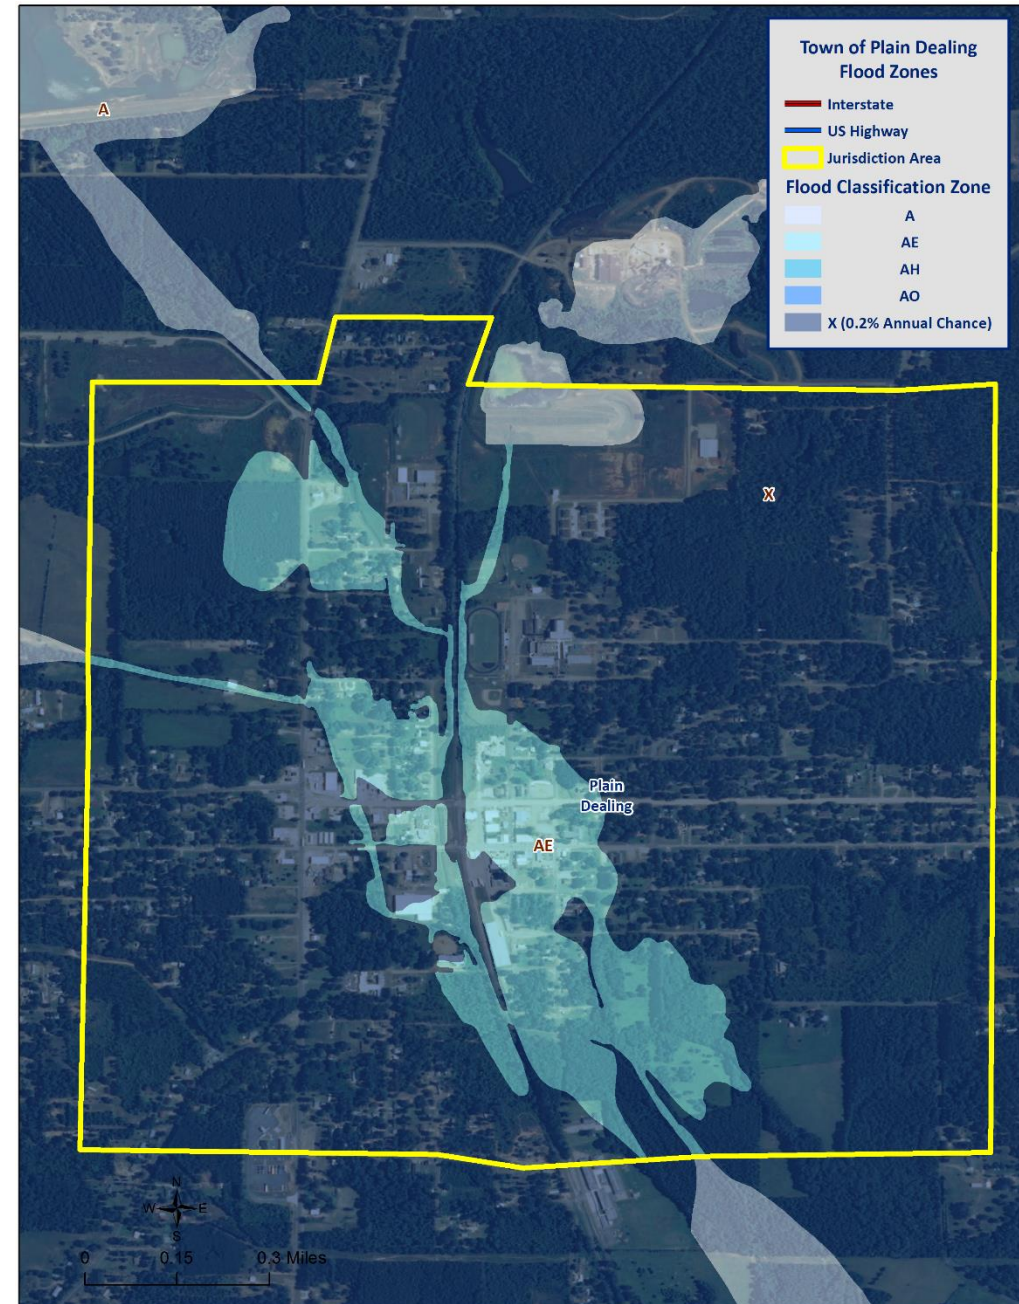 Town of Plain Dealing
Flood Zones
Interstate
US Highway
Jurisdiction Area
Flood Classification Zone
A
AE
AH
AO
X (0.2% Annual Chance)
A
X
Plain
Dealing
AE
N
W E
S
0 0.15 0.3 Miles